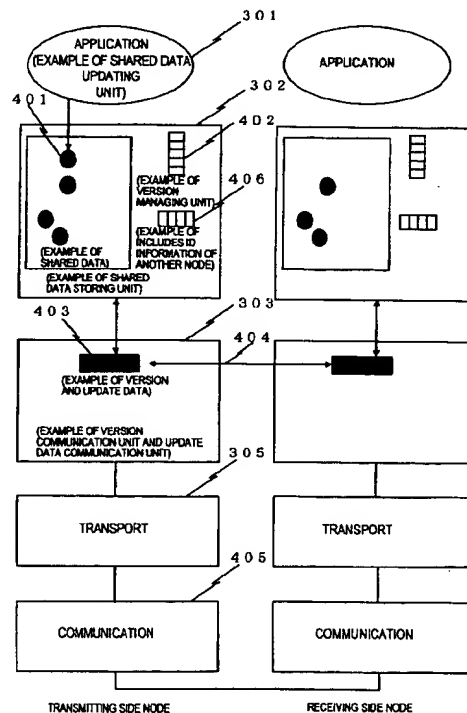 301
APPLICATION
(EXAMPLE OF SHARED DATA
UPDATING
UNIT)
APPLICATION
401
302
402
(EXAMPLE OF
VERSION
MANAGING UNIT)
406
(EXAMPLE OF
INCLUDES ID
INFORMATION OF
ANOTHER NODE)
(EXAMPLE OF
SHARED DATA)
(EXAMPLE OF SHARED
DATA STORING UNIT)
403
303
404
(EXAMPLE OF VERSION
AND UPDATE DATA)
(EXAMPLE OF VERSION
COMMUNICATION UNIT AND UPDATE
DATA COMMUNICATION UNIT)
305
TRANSPORT
TRANSPORT
405
COMMUNICATION
COMMUNICATION
TRANSMITTING SIDE NODE
RECEIVING SIDE NODE